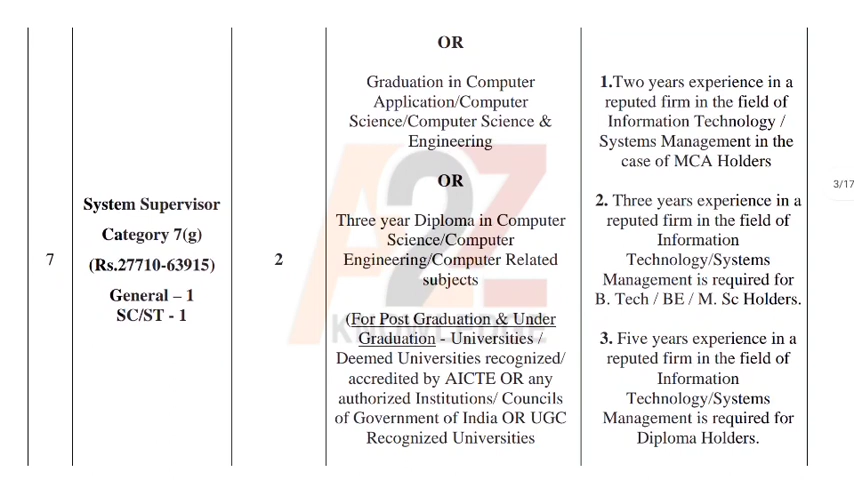 7
System Supervisor
Category 7(g)
(Rs.27710-63915)
General – 1
SC/ST - 1
2
OR
Graduation in Computer
Application/Computer
Science/Computer Science &
Engineering
OR
Three year Diploma in Computer
Science/Computer
Engineering/Computer Related
subjects
(For Post Graduation & Under
Graduation - Universities /
Deemed Universities recognized/
accredited by AICTE OR any
authorized Institutions/ Councils
of Government of India OR UGC
Recognized Universities
1.Two years experience in a
reputed firm in the field of
Information Technology /
Systems Management in the
case of MCA Holders
2. Three years experience in a
reputed firm in the field of
Information
Technology/Systems
Management is required for
B. Tech / BE / M. Sc Holders.
3. Five years experience in a
reputed firm in the field of
Information
Technology/Systems
Management is required for
Diploma Holders.
3/17
A2Z
KNOWLEDGE